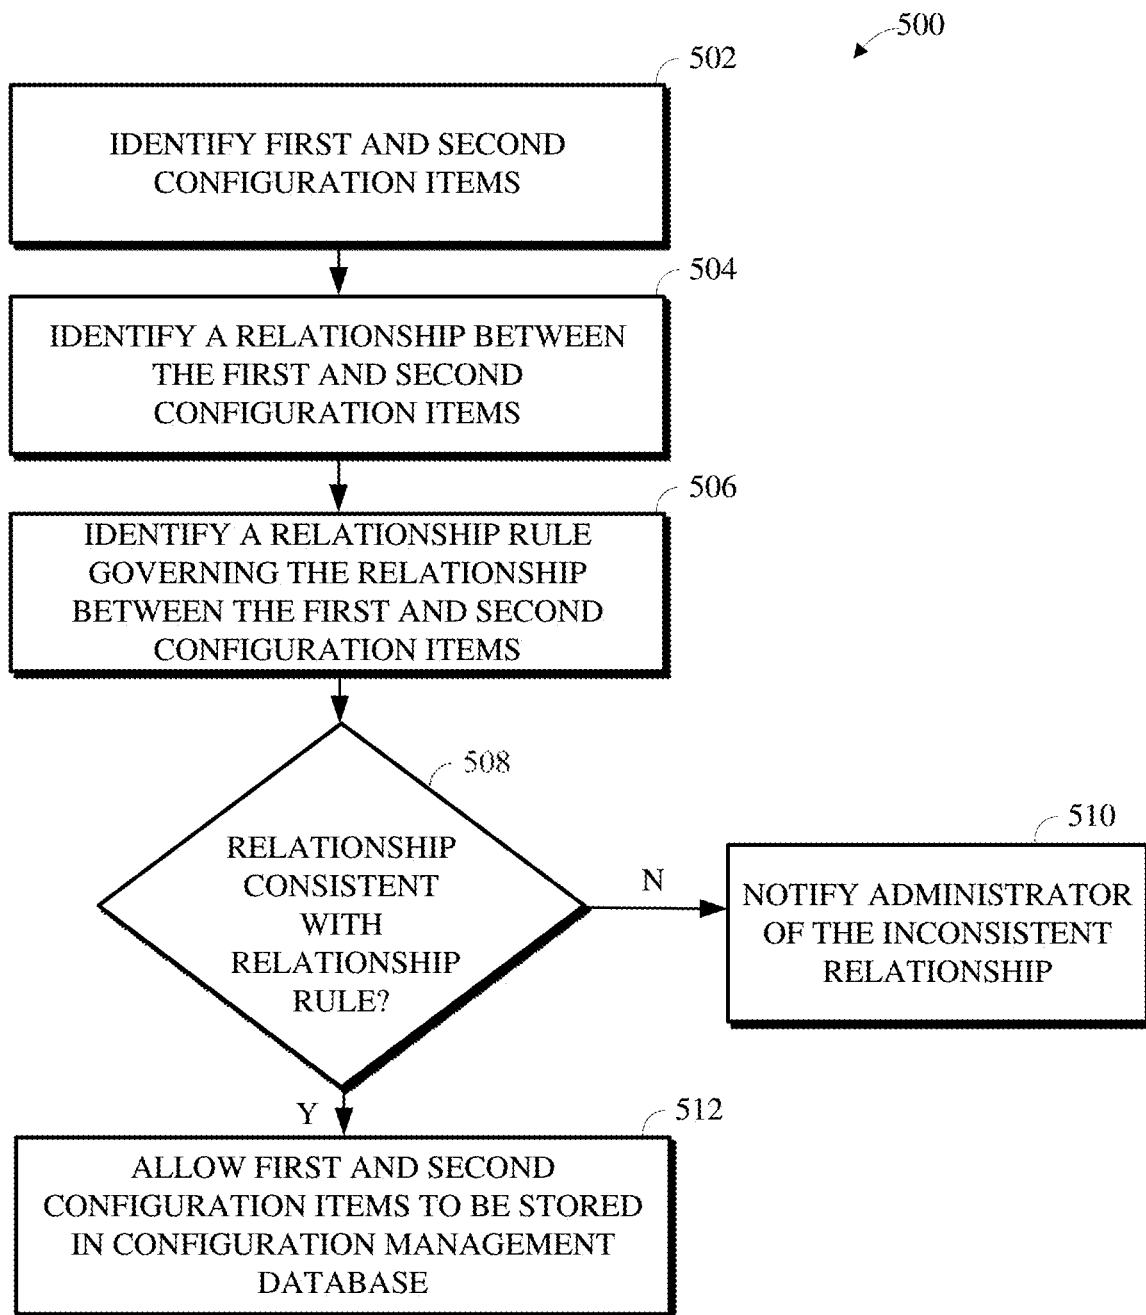 500
502
IDENTIFY FIRST AND SECOND
CONFIGURATION ITEMS
504
IDENTIFY A RELATIONSHIP BETWEEN
THE FIRST AND SECOND
CONFIGURATION ITEMS
506
IDENTIFY A RELATIONSHIP RULE
GOVERNING THE RELATIONSHIP
BETWEEN THE FIRST AND SECOND
CONFIGURATION ITEMS
508
RELATIONSHIP
CONSISTENT
WITH
RELATIONSHIP
RULE?
N
510
NOTIFY ADMINISTRATOR
OF THE INCONSISTENT
RELATIONSHIP
Y
512
ALLOW FIRST AND SECOND
CONFIGURATION ITEMS TO BE STORED
IN CONFIGURATION MANAGEMENT
DATABASE